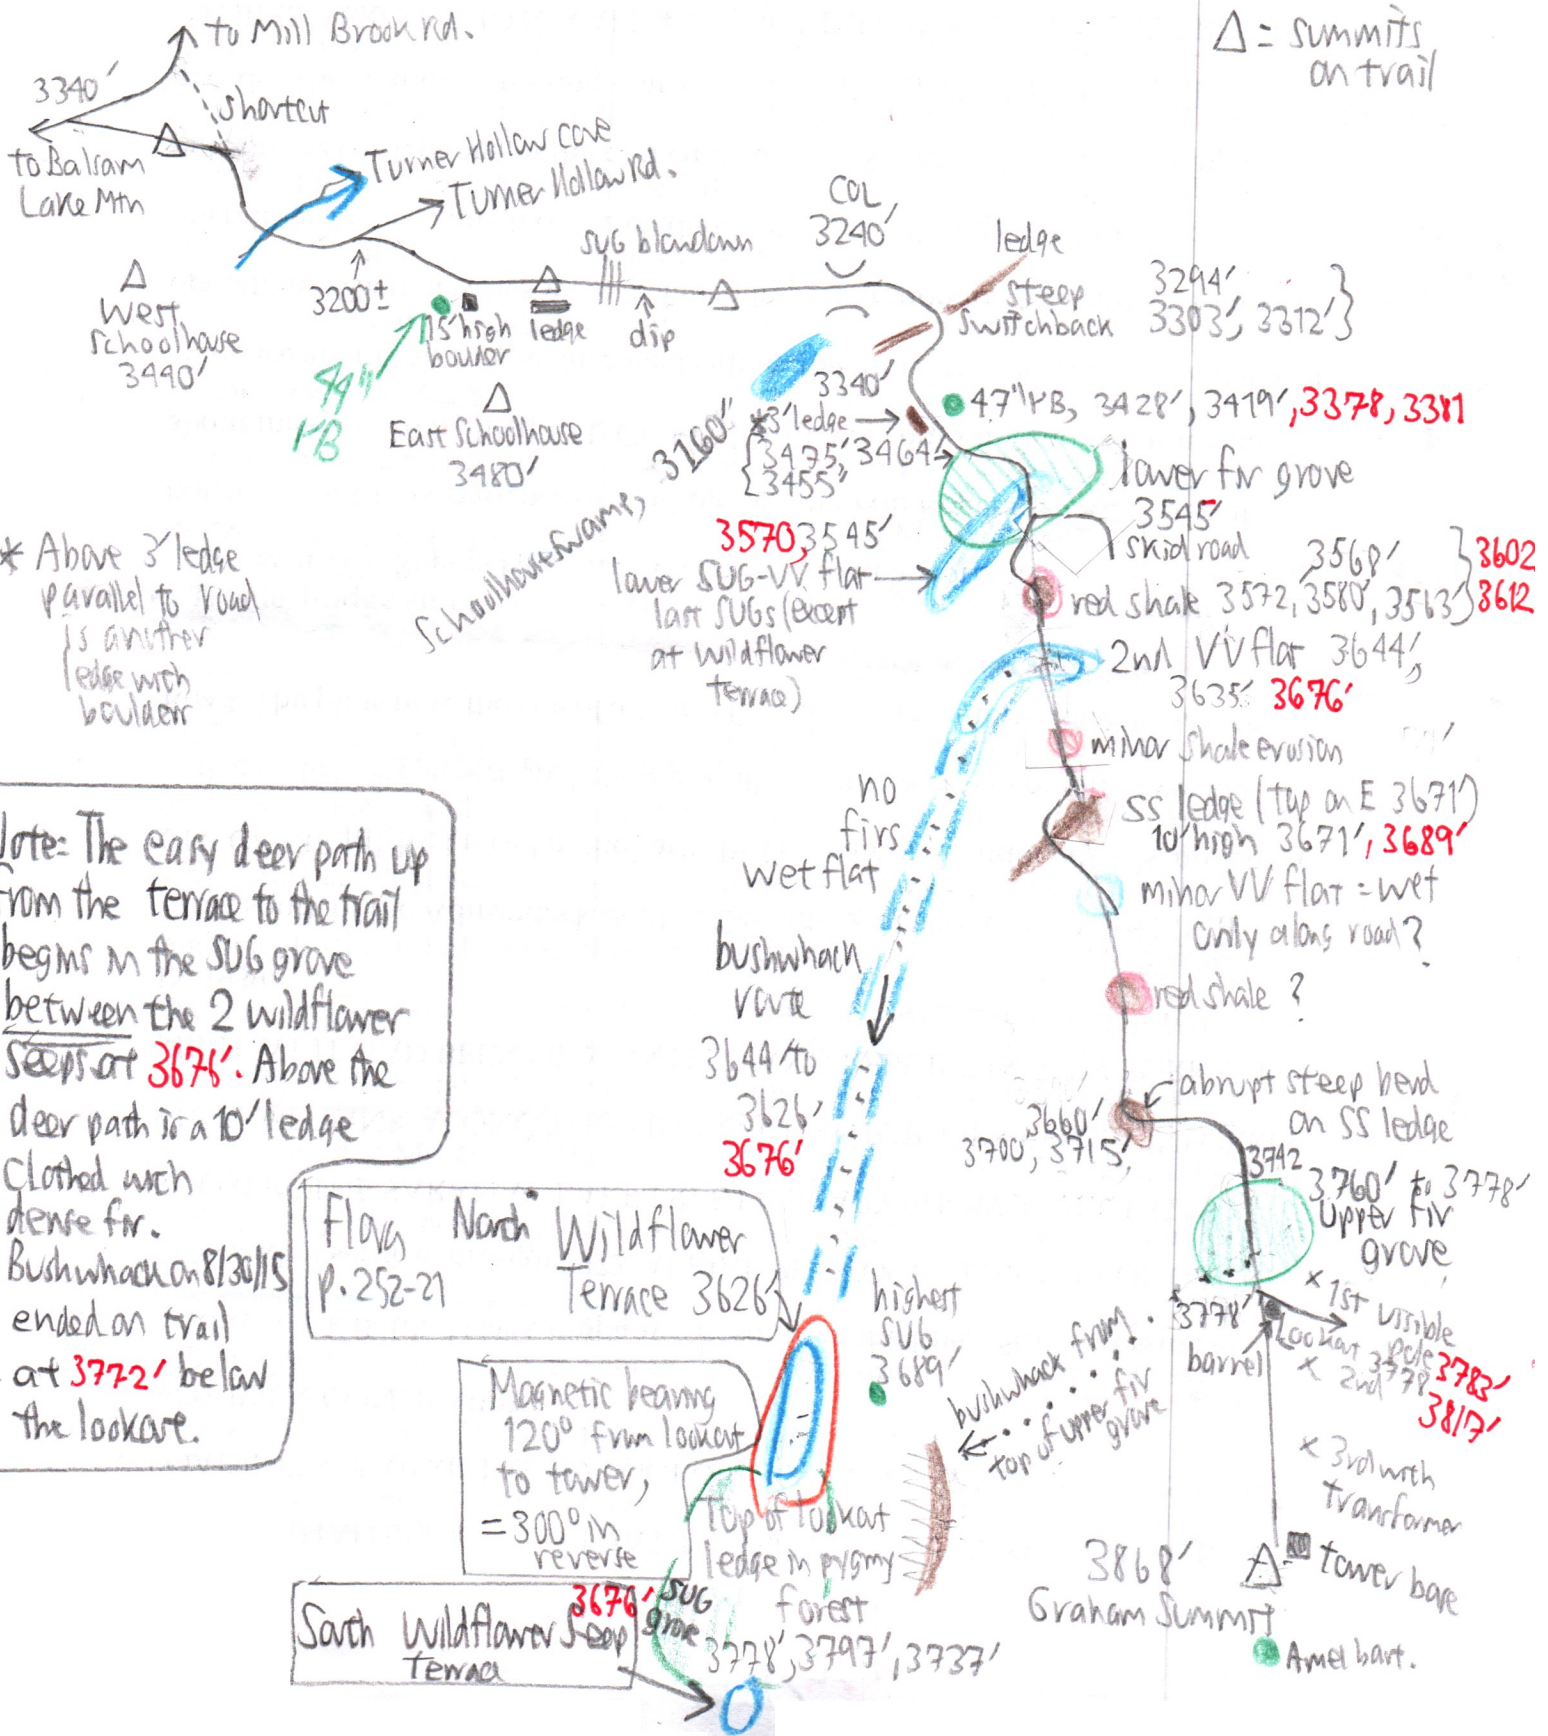 to Mill Brook Rd.
Δ = summits
on trail
3340'
shortcut
to Balsam
Lake Mtn
Turner Hollow cove
Turner Hollow Rd.
COL
3240'
SUG blowdown
ledge
steep
switchback
3294'
3303', 3312'
West
Schoolhouse
3440'
3200±
15' high
boulder
ledge
dip
44"
YB
East Schoolhouse
3480'
3340'
*3' ledge
3475', 3464'
3455'
47" YB, 3428', 3419', 3378, 3381
Schoolhouse Swamp, 3160"
lower fir grove
3545'
skid road
3568'
3602
3570, 3545'
lower SUG-VV flat
last SUGs (except
at wildflower
terrace)
red shale 3572, 3580', 3563'
3612
* Above 3' ledge
parallel to road
is another
ledge with
boulders
2nd VV flat 3644',
3635' 3676'
minor shale erosion
no
firs
wet flat
SS ledge (top on E 3671')
10' high 3671', 3689'
minor VV flat = wet
only along road?
Note: The easy deer path up
from the terrace to the trail
begins in the SUG grove
between the 2 wildflower
seeps at 3676'. Above the
deer path is a 10' ledge
clothed with
dense fir.
Bushwhack on 8/30/15
ended on trail
at 3772' below
the lookout.
bushwhack
route
3644' to
3626'
3676'
red shale ?
abrupt steep bend
on SS ledge
3660'
3700', 3715',
3742
3760' to 3778'
Upper fir
grove
Flora North Wildflower
p. 252-21 Terrace 3626'
highest
SUG
3689'
3778'
x 1st visible
pole 3783'
Lookout 3778
barrel
x 2nd
3817'
bushwhack from
top of upper fir
grove
Magnetic bearing
120° from lookout
to tower,
= 300° in
reverse
Top of lookout
ledge in pygmy
forest
3778', 3797', 3737'
x 3rd with
transformer
3868'
Graham Summit
tower base
Amel bart.
SUG
grove
South Wildflower Seep 3676'
Terrace